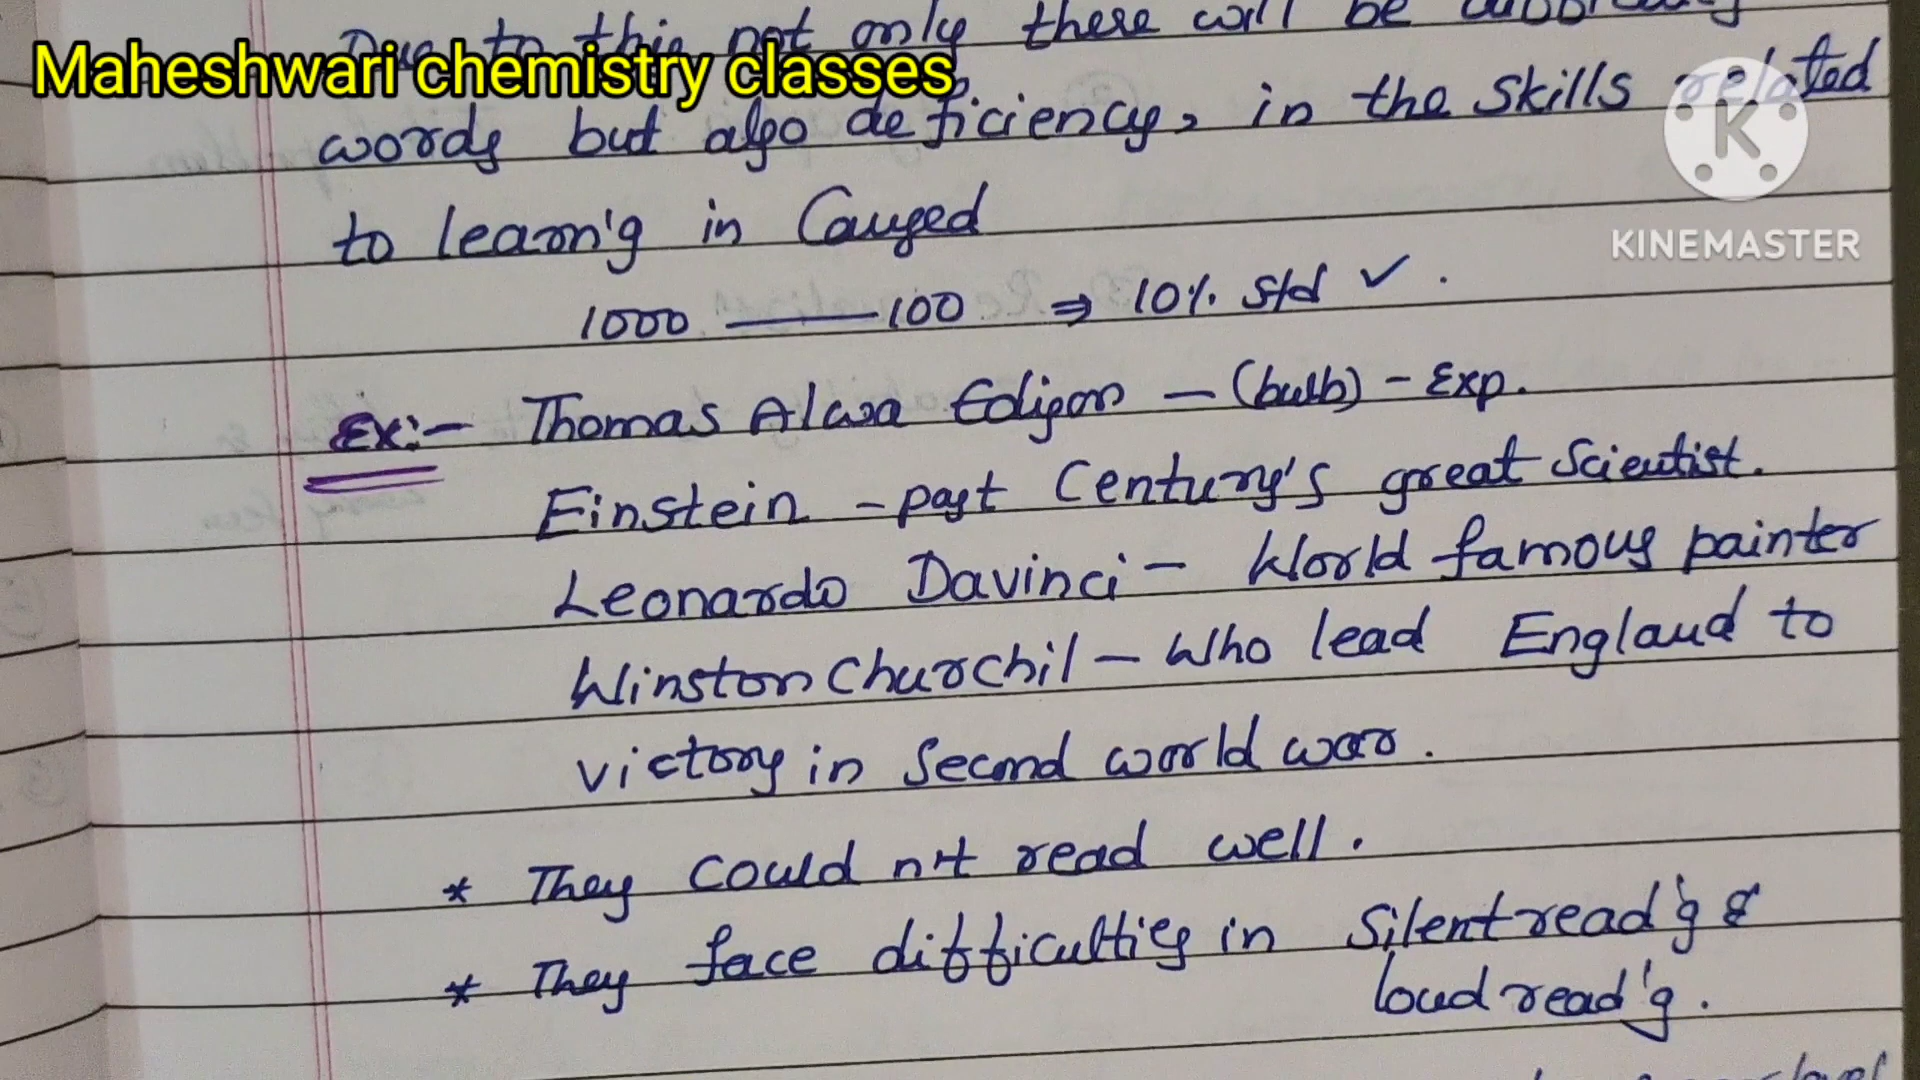 Due to this not only there will be
Maheshwari chemistry classes
words but also deficiency, in the skills related
to learn'g in Caused
KINEMASTER
1000 —— 100 ⇒ 10% Std ✓ .
Ex:- Thomas Alwa Edison — (bulb) - Exp.
Einstein - past Century's great Scientist.
Leonardo Davinci - World famous painter
Winston Churchil - Who lead England to
victory in Second world war.
* They could n't read well.
* They face difficulties in Silent read'g &
loud read'g.